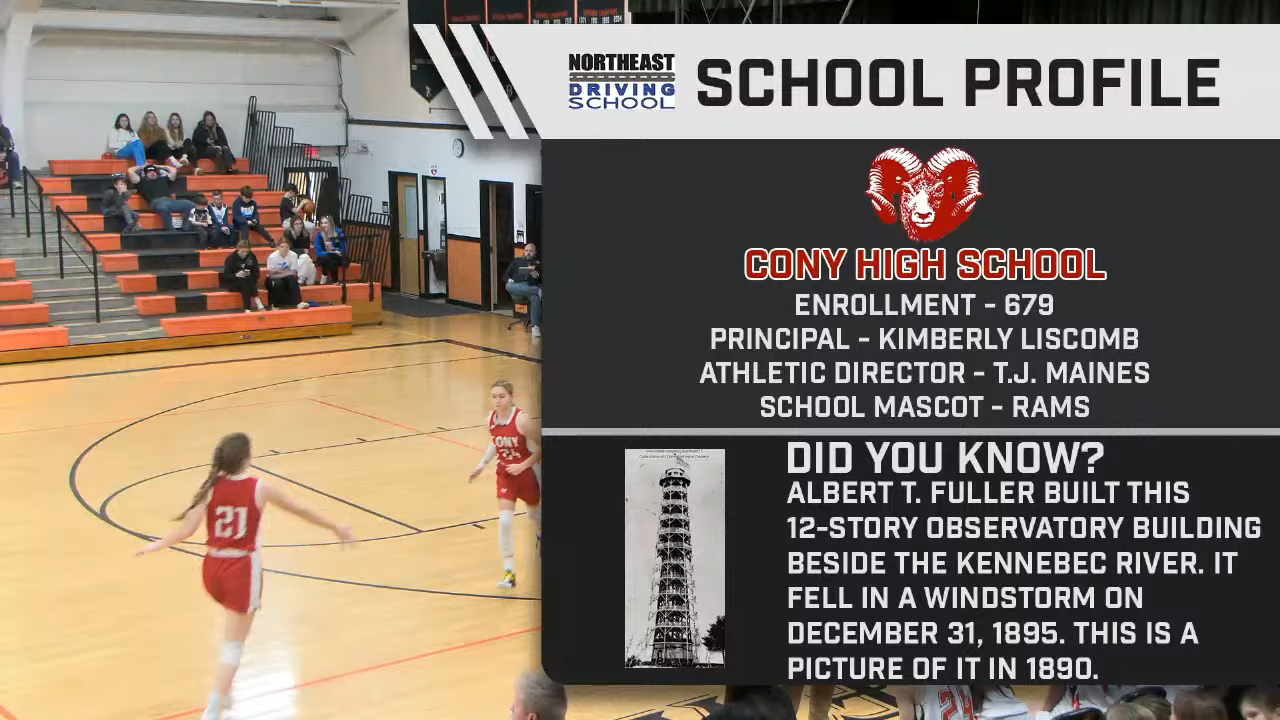 NORTHEAST
DRIVING
SCHOOL
SCHOOL PROFILE
CONY HIGH SCHOOL
ENROLLMENT - 679
PRINCIPAL - KIMBERLY LISCOMB
ATHLETIC DIRECTOR - T.J. MAINES
SCHOOL MASCOT - RAMS
DID YOU KNOW?
ALBERT T. FULLER BUILT THIS
12-STORY OBSERVATORY BUILDING
BESIDE THE KENNEBEC RIVER. IT
FELL IN A WINDSTORM ON
DECEMBER 31, 1895. THIS IS A
PICTURE OF IT IN 1890.
CONY
24
21